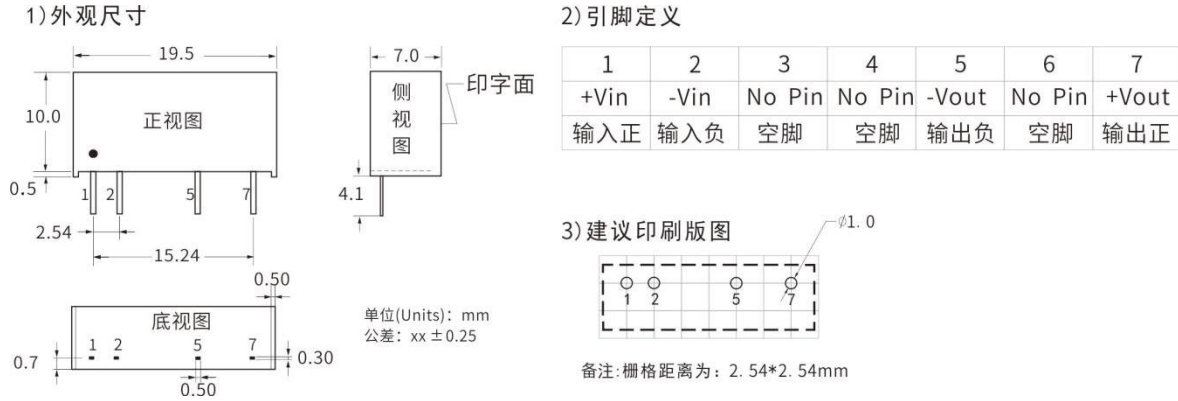 1)外观尺寸
19.5
10.0
正视图
0.5
1 2 5 7
2.54
15.24
7.0
侧视图
印字面
4.1
0.50
底视图
1 2 5 7
0.7
0.30
0.50
单位(Units)：mm
公差：xx±0.25
2)引脚定义
1 2 3 4 5 6 7
+Vin -Vin No Pin No Pin -Vout No Pin +Vout
输入正 输入负 空脚 空脚 输出负 空脚 输出正
3)建议印刷版图
∅1.0
1 2 5 7
备注:栅格距离为：2.54*2.54mm